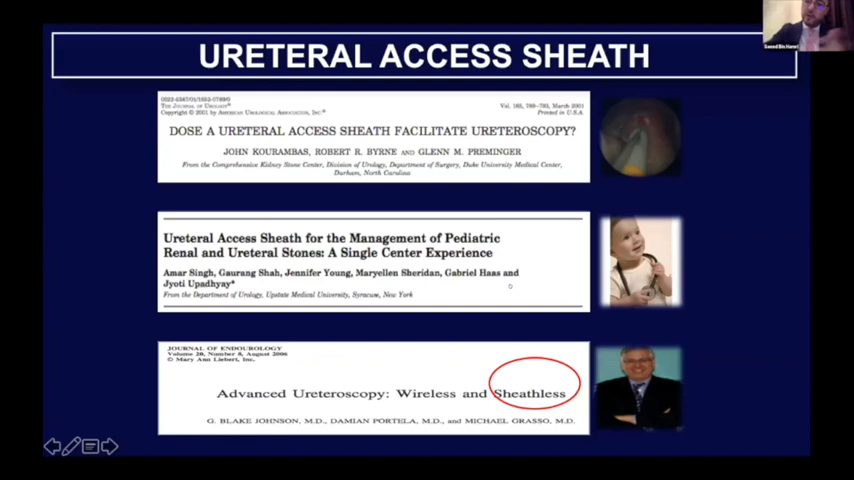 URETERAL ACCESS SHEATH
0022-5347/01/1653-0789/0
THE JOURNAL OF UROLOGY®
Copyright © 2001 by AMERICAN UROLOGICAL ASSOCIATION, INC.®
Vol. 165, 789–793, March 2001
Printed in U.S.A.
DOSE A URETERAL ACCESS SHEATH FACILITATE URETEROSCOPY?
JOHN KOURAMBAS, ROBERT R. BYRNE AND GLENN M. PREMINGER
From the Comprehensive Kidney Stone Center, Division of Urology, Department of Surgery, Duke University Medical Center,
Durham, North Carolina
Ureteral Access Sheath for the Management of Pediatric
Renal and Ureteral Stones: A Single Center Experience
Amar Singh, Gaurang Shah, Jennifer Young, Maryellen Sheridan, Gabriel Haas and
Jyoti Upadhyay*
From the Department of Urology, Upstate Medical University, Syracuse, New York
JOURNAL OF ENDOUROLOGY
Volume 20, Number 8, August 2006
© Mary Ann Liebert, Inc.
Advanced Ureteroscopy: Wireless and Sheathless
G. BLAKE JOHNSON, M.D., DAMIAN PORTELA, M.D., and MICHAEL GRASSO, M.D.